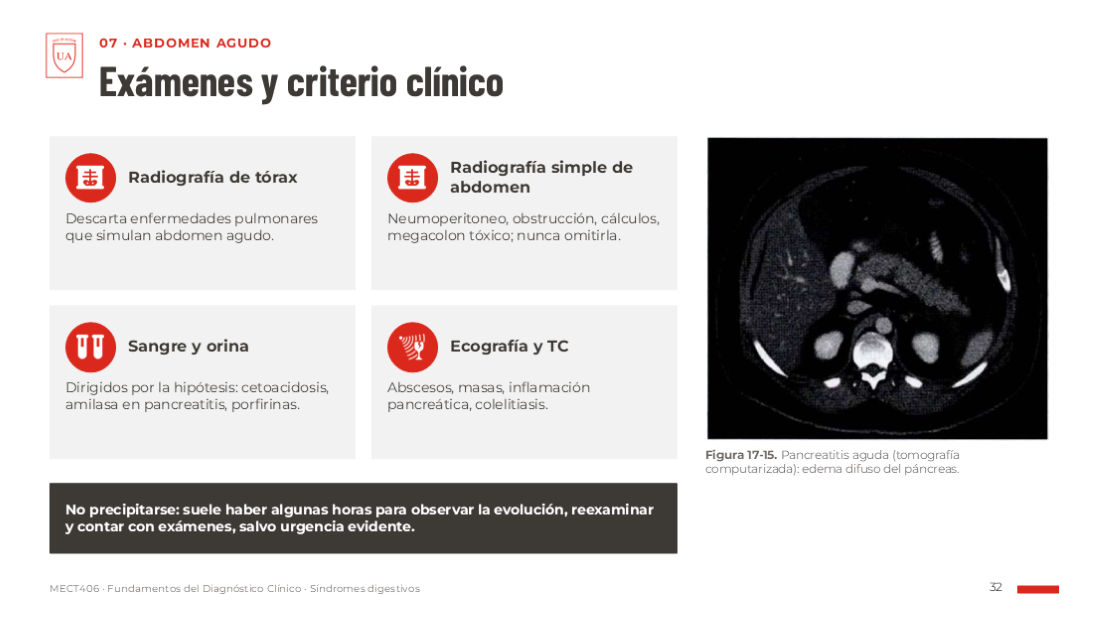 UA
07 · ABDOMEN AGUDO
Exámenes y criterio clínico
Radiografía de tórax
Descarta enfermedades pulmonares
que simulan abdomen agudo.
Radiografía simple de
abdomen
Neumoperitoneo, obstrucción, cálculos,
megacolon tóxico; nunca omitirla.
Sangre y orina
Dirigidos por la hipótesis: cetoacidosis,
amilasa en pancreatitis, porfirinas.
Ecografía y TC
Abscesos, masas, inflamación
pancreática, colelitiasis.
No precipitarse: suele haber algunas horas para observar la evolución, reexaminar
y contar con exámenes, salvo urgencia evidente.
Figura 17-15. Pancreatitis aguda (tomografía
computarizada): edema difuso del páncreas.
MECT406 · Fundamentos del Diagnóstico Clínico · Síndromes digestivos
32